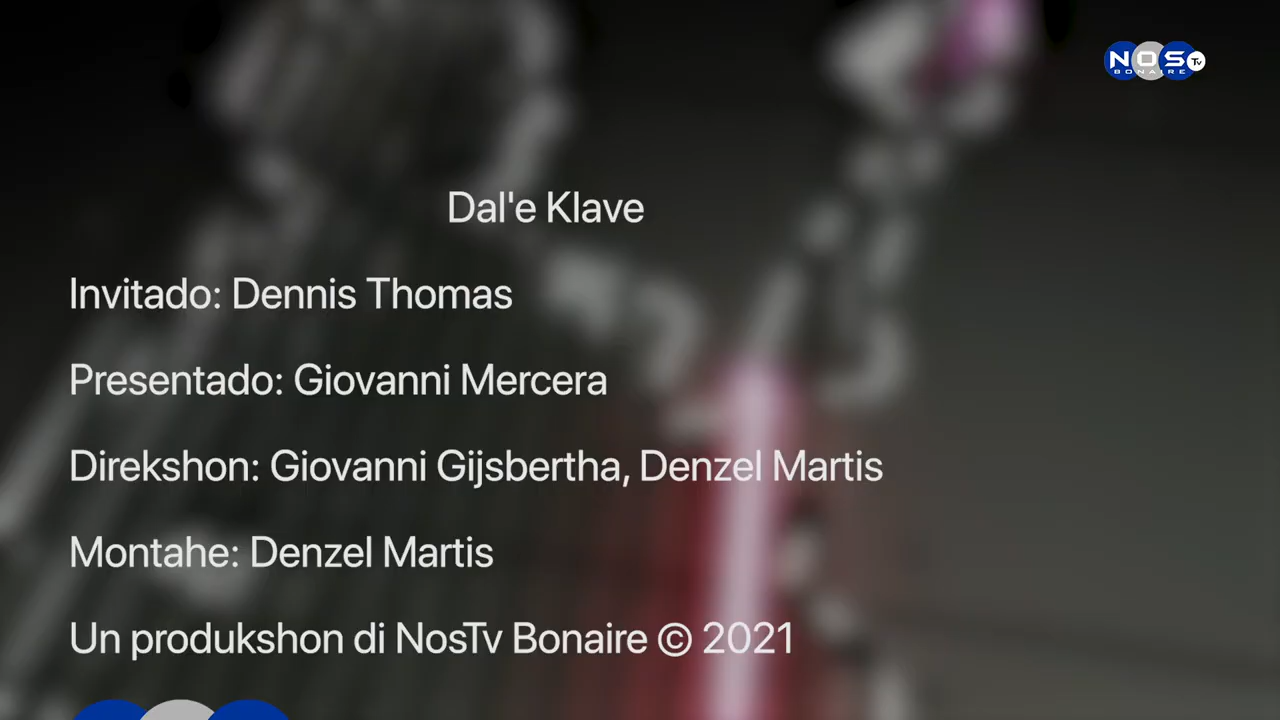 NOS Tv
BONAIRE
Dal'e Klave
Invitado: Dennis Thomas
Presentado: Giovanni Mercera
Direkshon: Giovanni Gijsbertha, Denzel Martis
Montahe: Denzel Martis
Un produkshon di NosTv Bonaire © 2021